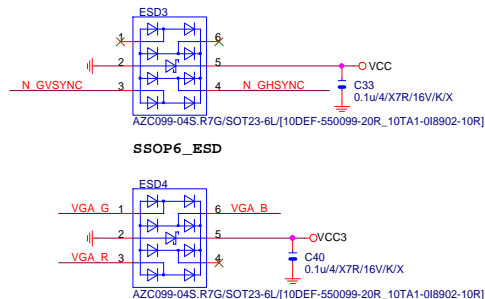 ESD3
1 6
2 5 VCC
N_GVSYNC 3 4 N_GHSYNC
C33
0.1u/4/X7R/16V/K/X
AZC099-04S.R7G/SOT23-6L/[10DEF-550099-20R_10TA1-0I8902-10R]
SSOP6_ESD
ESD4
VGA_G 1 6 VGA_B
2 5 VCC3
VGA_R 3 4
C40
0.1u/4/X7R/16V/K/X
AZC099-04S.R7G/SOT23-6L/[10DEF-550099-20R_10TA1-0I8902-10R]